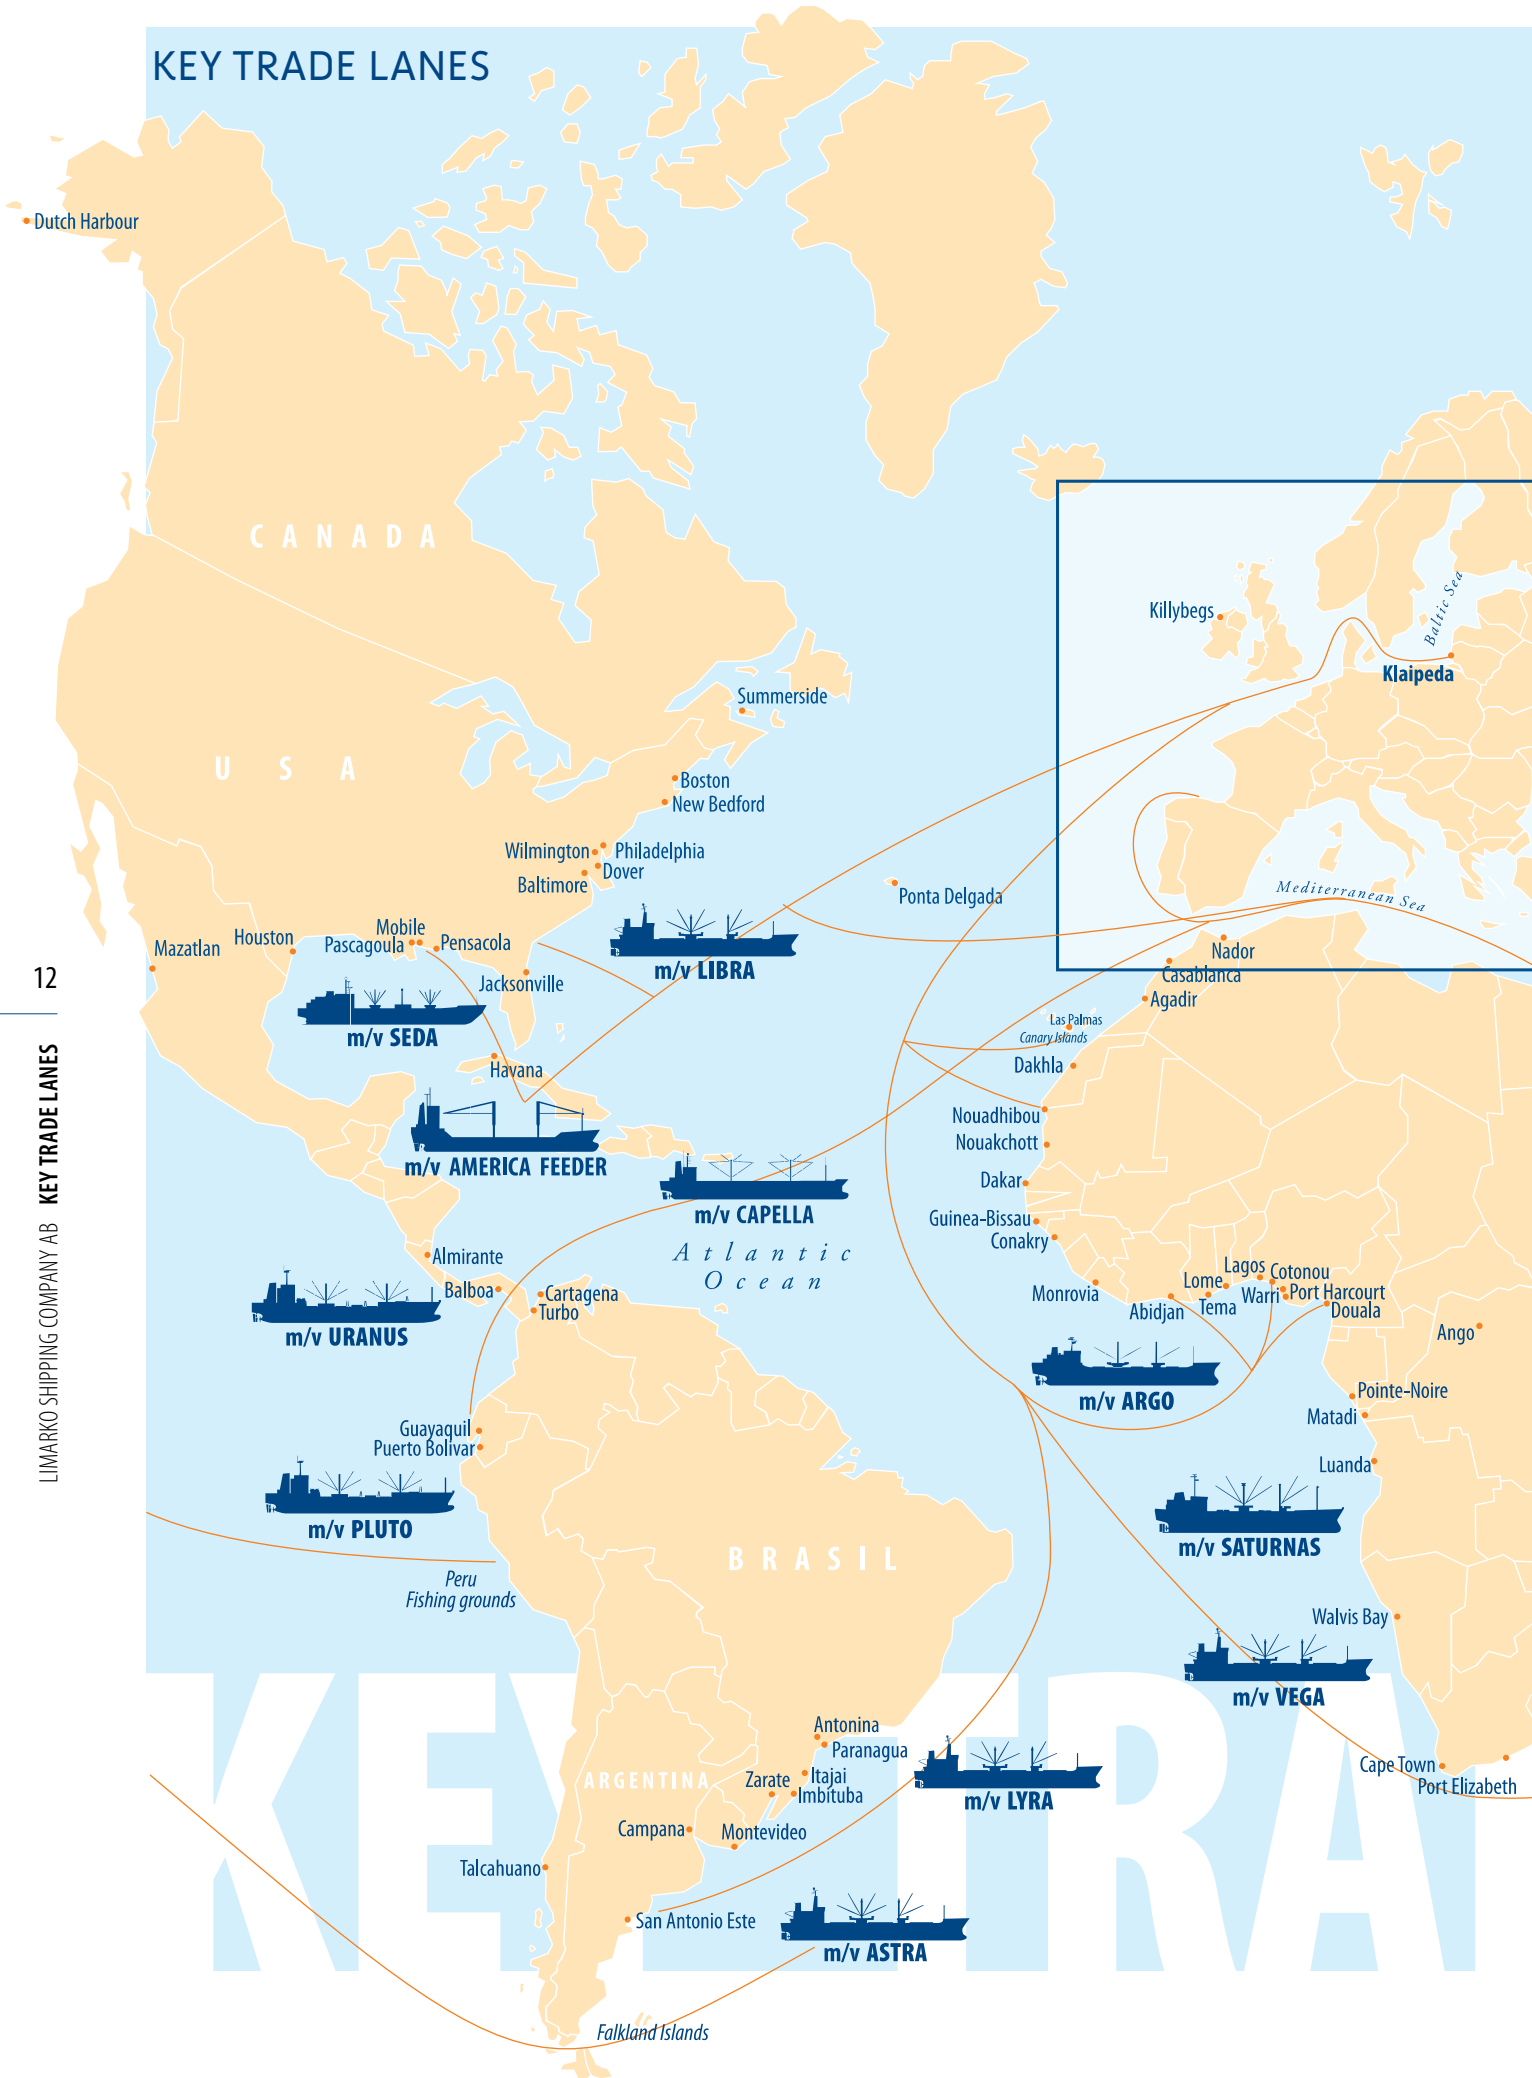 KEY TRADE LANES
Dutch Harbour
CANADA
Killybegs
Baltic Sea
Klaipeda
Summerside
USA
Boston
New Bedford
Wilmington
Philadelphia
Dover
Baltimore
Ponta Delgada
Mediterranean Sea
Mobile
Houston
Pascagoula
Pensacola
Mazatlan
Nador
m/v LIBRA
Casablanca
12
Jacksonville
Agadir
Las Palmas
Canary Islands
m/v SEDA
Havana
Dakhla
LIMARKO SHIPPING COMPANY AB KEY TRADE LANES
Nouadhibou
Nouakchott
m/v AMERICA FEEDER
Dakar
m/v CAPELLA
Guinea-Bissau
Conakry
Atlantic
Ocean
Almirante
Balboa
Cartagena
Turbo
Lagos
Cotonou
Lome
Warri
Port Harcourt
Monrovia
Abidjan
Tema
Douala
m/v URANUS
Ango
m/v ARGO
Pointe-Noire
Matadi
Guayaquil
Puerto Bolivar
Luanda
m/v PLUTO
m/v SATURNAS
BRASIL
Peru
Fishing grounds
Walvis Bay
m/v VEGA
KEY TRA
Antonina
Paranagua
ARGENTINA
Zarate
Itajai
Imbituba
Cape Town
Port Elizabeth
m/v LYRA
Campana
Montevideo
Talcahuano
San Antonio Este
m/v ASTRA
Falkland Islands